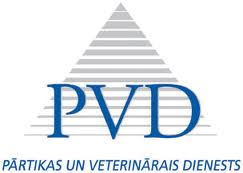 PVD
PĀRTIKAS UN VETERINĀRAIS DIENESTS